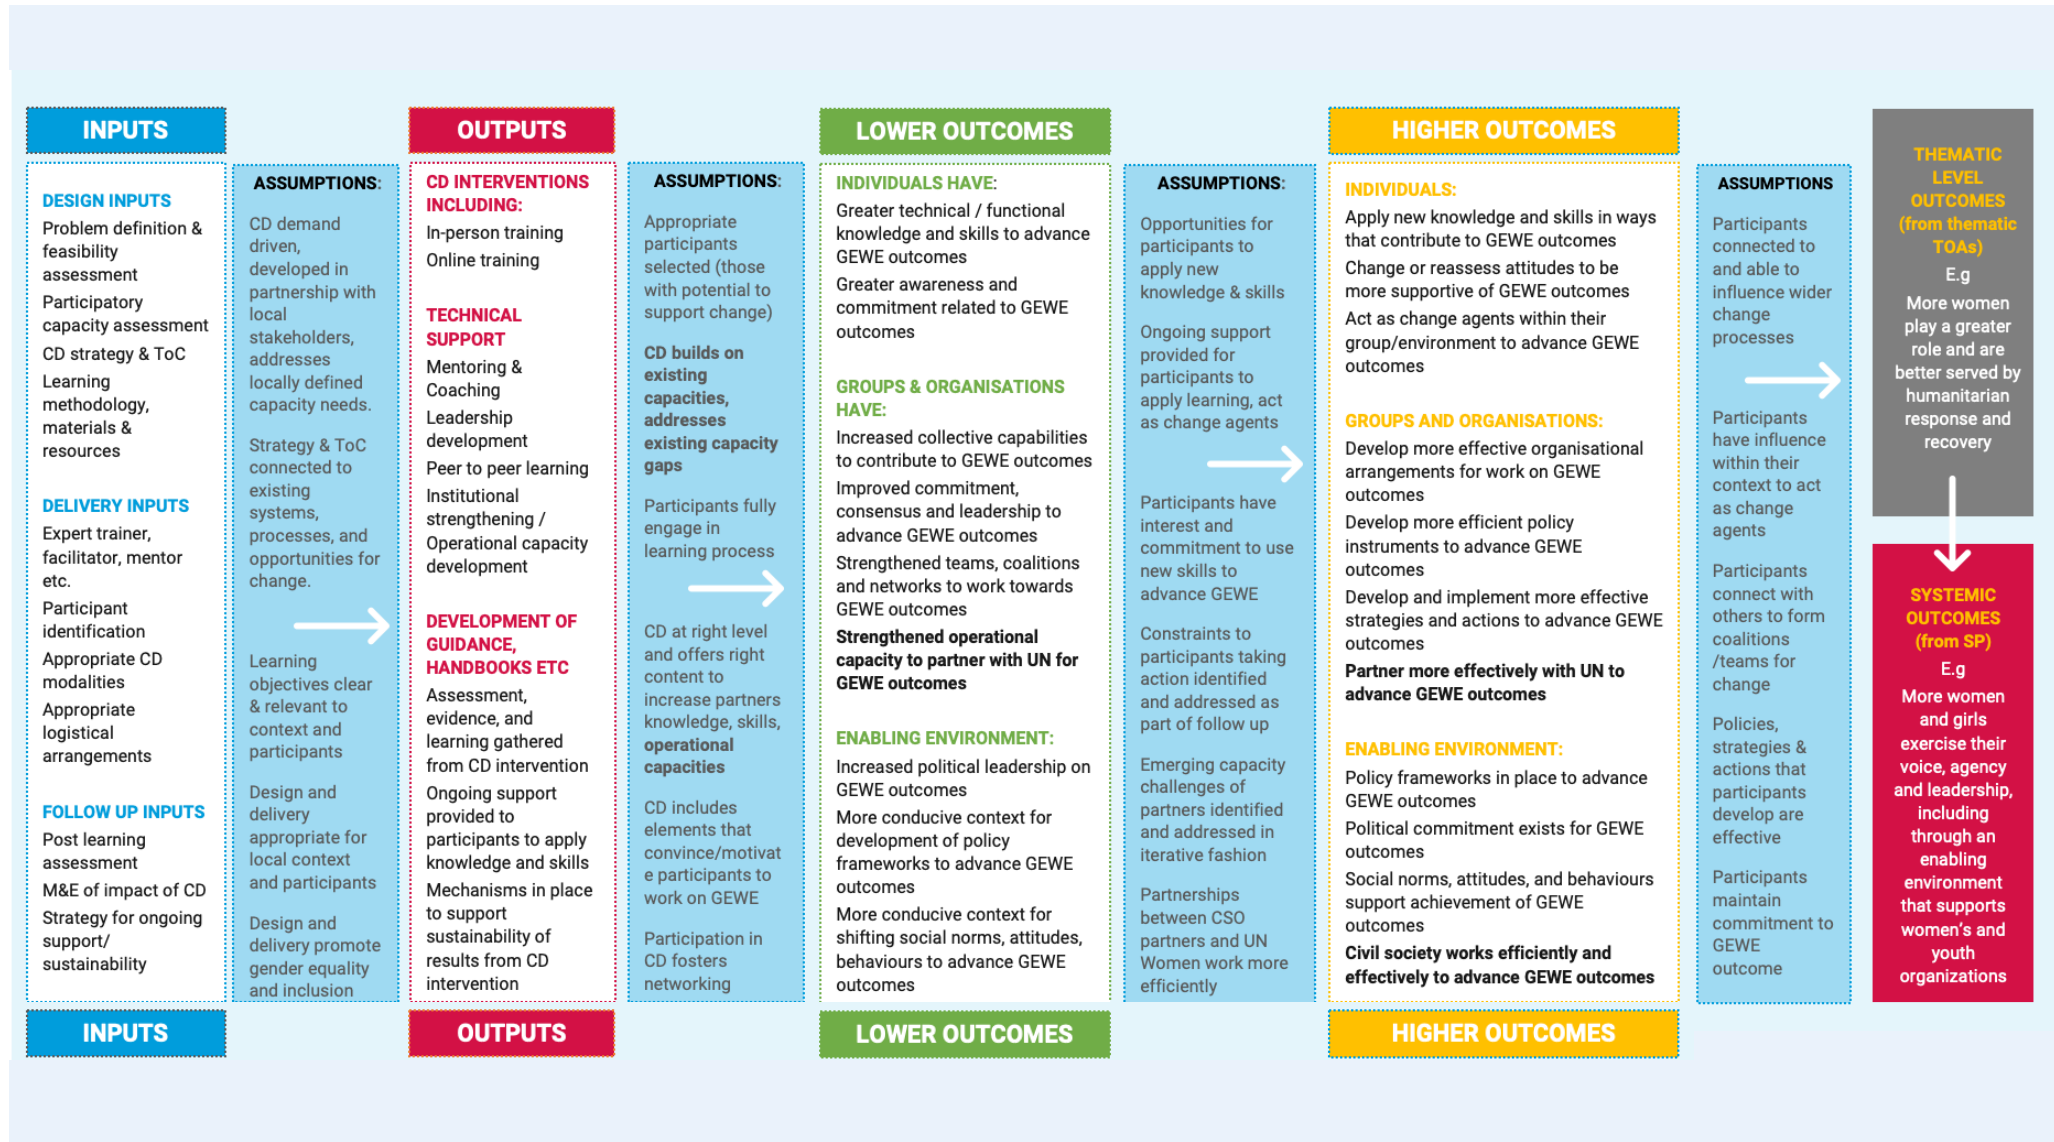 INPUTS
DESIGN INPUTS
Problem definition &
feasibility
assessment
Participatory
capacity assessment
CD strategy & ToC
Learning
methodology,
materials &
resources
DELIVERY INPUTS
Expert trainer,
facilitator, mentor
etc.
Participant
identification
Appropriate CD
modalities
Appropriate
logistical
arrangements
FOLLOW UP INPUTS
Post learning
assessment
M&E of impact of CD
Strategy for ongoing
support/
sustainability
INPUTS
ASSUMPTIONS:
CD demand
driven,
developed in
partnership with
local
stakeholders,
addresses
locally defined
capacity needs.
Strategy & ToC
connected to
existing
systems,
processes, and
opportunities for
change.
Learning
objectives clear
& relevant to
context and
participants
Design and
delivery
appropriate for
local context
and participants
Design and
delivery promote
gender equality
and inclusion
OUTPUTS
CD INTERVENTIONS
INCLUDING:
In-person training
Online training
TECHNICAL
SUPPORT
Mentoring &
Coaching
Leadership
development
Peer to peer learning
Institutional
strengthening /
Operational capacity
development
DEVELOPMENT OF
GUIDANCE,
HANDBOOKS ETC
Assessment,
evidence, and
learning gathered
from CD intervention
Ongoing support
provided to
participants to apply
knowledge and skills
Mechanisms in place
to support
sustainability of
results from CD
intervention
OUTPUTS
ASSUMPTIONS:
Appropriate
participants
selected (those
with potential to
support change)
CD builds on
existing
capacities,
addresses
existing capacity
gaps
Participants fully
engage in
learning process
CD at right level
and offers right
content to
increase partners
knowledge, skills,
operational
capacities
CD includes
elements that
convince/motivat
e participants to
work on GEWE
Participation in
CD fosters
networking
LOWER OUTCOMES
INDIVIDUALS HAVE:
Greater technical / functional
knowledge and skills to advance
GEWE outcomes
Greater awareness and
commitment related to GEWE
outcomes
GROUPS & ORGANISATIONS
HAVE:
Increased collective capabilities
to contribute to GEWE outcomes
Improved commitment,
consensus and leadership to
advance GEWE outcomes
Strengthened teams, coalitions
and networks to work towards
GEWE outcomes
Strengthened operational
capacity to partner with UN for
GEWE outcomes
ENABLING ENVIRONMENT:
Increased political leadership on
GEWE outcomes
More conducive context for
development of policy
frameworks to advance GEWE
outcomes
More conducive context for
shifting social norms, attitudes,
behaviours to advance GEWE
outcomes
LOWER OUTCOMES
ASSUMPTIONS:
Opportunities for
participants to
apply new
knowledge & skills
Ongoing support
provided for
participants to
apply learning, act
as change agents
Participants have
interest and
commitment to use
new skills to
advance GEWE
Constraints to
participants taking
action identified
and addressed as
part of follow up
Emerging capacity
challenges of
partners identified
and addressed in
iterative fashion
Partnerships
between CSO
partners and UN
Women work more
efficiently
HIGHER OUTCOMES
INDIVIDUALS:
Apply new knowledge and skills in ways
that contribute to GEWE outcomes
Change or reassess attitudes to be
more supportive of GEWE outcomes
Act as change agents within their
group/environment to advance GEWE
outcomes
GROUPS AND ORGANISATIONS:
Develop more effective organisational
arrangements for work on GEWE
outcomes
Develop more efficient policy
instruments to advance GEWE
outcomes
Develop and implement more effective
strategies and actions to advance GEWE
outcomes
Partner more effectively with UN to
advance GEWE outcomes
ENABLING ENVIRONMENT:
Policy frameworks in place to advance
GEWE outcomes
Political commitment exists for GEWE
outcomes
Social norms, attitudes, and behaviours
support achievement of GEWE
outcomes
Civil society works efficiently and
effectively to advance GEWE outcomes
HIGHER OUTCOMES
ASSUMPTIONS
Participants
connected to
and able to
influence wider
change
processes
Participants
have influence
within their
context to act
as change
agents
Participants
connect with
others to form
coalitions
/teams for
change
Policies,
strategies &
actions that
participants
develop are
effective
Participants
maintain
commitment to
GEWE
outcome
THEMATIC
LEVEL
OUTCOMES
(from thematic
TOAs)
E.g
More women
play a greater
role and are
better served by
humanitarian
response and
recovery
SYSTEMIC
OUTCOMES
(from SP)
E.g
More women
and girls
exercise their
voice, agency
and leadership,
including
through an
enabling
environment
that supports
women's and
youth
organizations